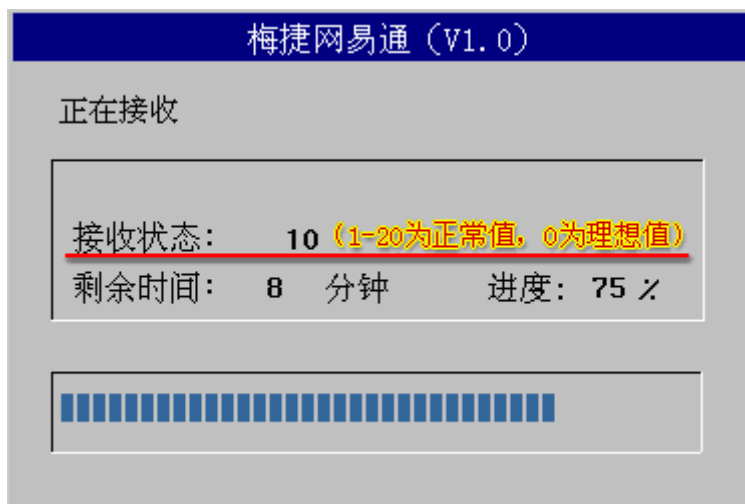 梅捷网易通（V1.0）
正在接收
接收状态： 10（1-20为正常值，0为理想值）
剩余时间： 8 分钟 进度： 75 %